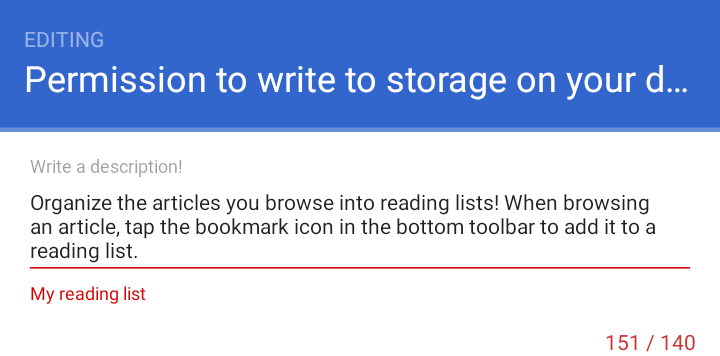 EDITING
Permission to write to storage on your d...
Write a description!
Organize the articles you browse into reading lists! When browsing
an article, tap the bookmark icon in the bottom toolbar to add it to a
reading list.
My reading list
151 / 140